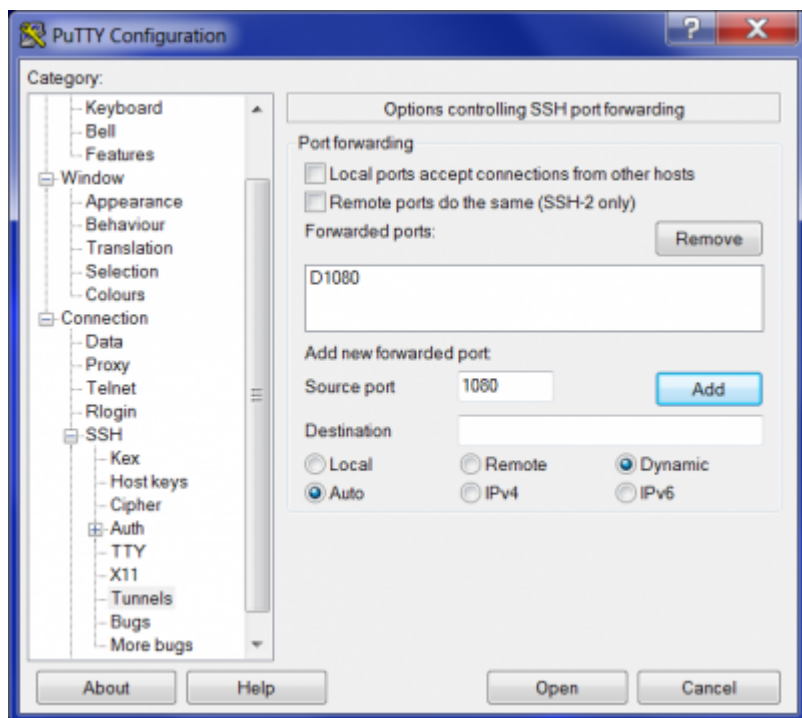 PuTTY Configuration
Category:
Keyboard
Bell
Features
Window
Appearance
Behaviour
Translation
Selection
Colours
Connection
Data
Proxy
Telnet
Rlogin
SSH
Kex
Host keys
Cipher
Auth
TTY
X11
Tunnels
Bugs
More bugs
Options controlling SSH port forwarding
Port forwarding
Local ports accept connections from other hosts
Remote ports do the same (SSH-2 only)
Forwarded ports:
Remove
D1080
Add new forwarded port:
Source port 1080 Add
Destination
Local Remote Dynamic
Auto IPv4 IPv6
About Help Open Cancel